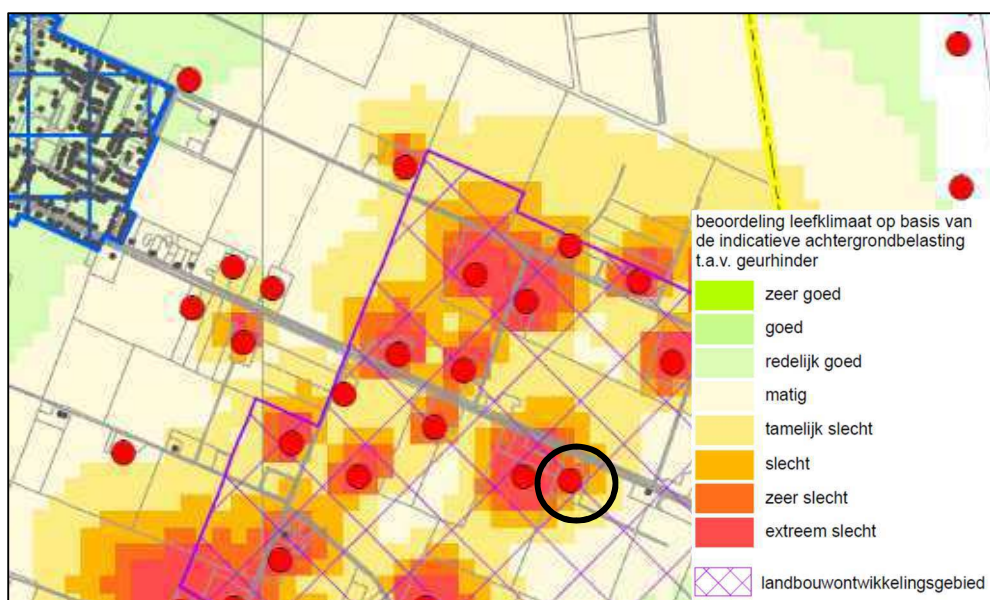 beoordeling leefklimaat op basis van
de indicatieve achtergrondbelasting
t.a.v. geurhinder
zeer goed
goed
redelijk goed
matig
tamelijk slecht
slecht
zeer slecht
extreem slecht
landbouwontwikkelingsgebied